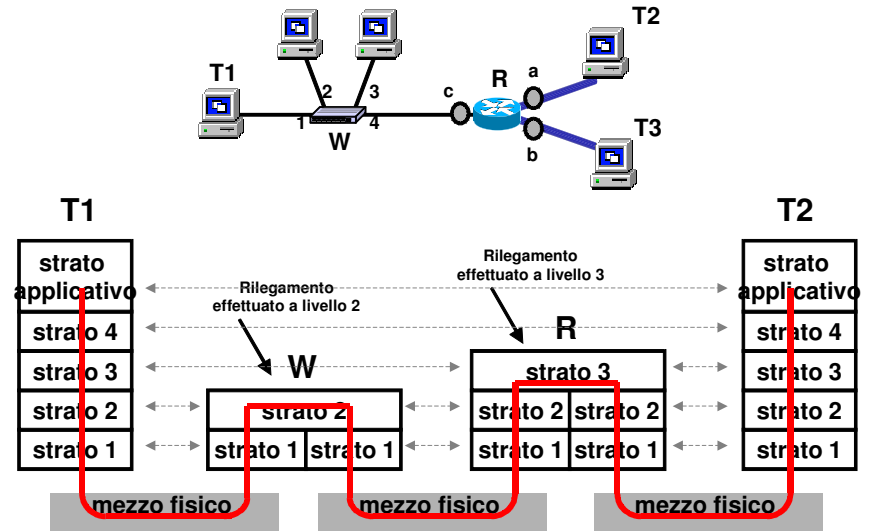 T2
T1
2
3
c
R
a
1
4
W
b
T3
T1
T2
strato
applicativo
strato 4
strato 3
strato 2
strato 1
Rilegamento
effettuato a livello 2
W
strato 2
strato 1
strato 1
Rilegamento
effettuato a livello 3
R
strato 3
strato 2
strato 2
strato 1
strato 1
strato
applicativo
strato 4
strato 3
strato 2
strato 1
mezzo fisico
mezzo fisico
mezzo fisico